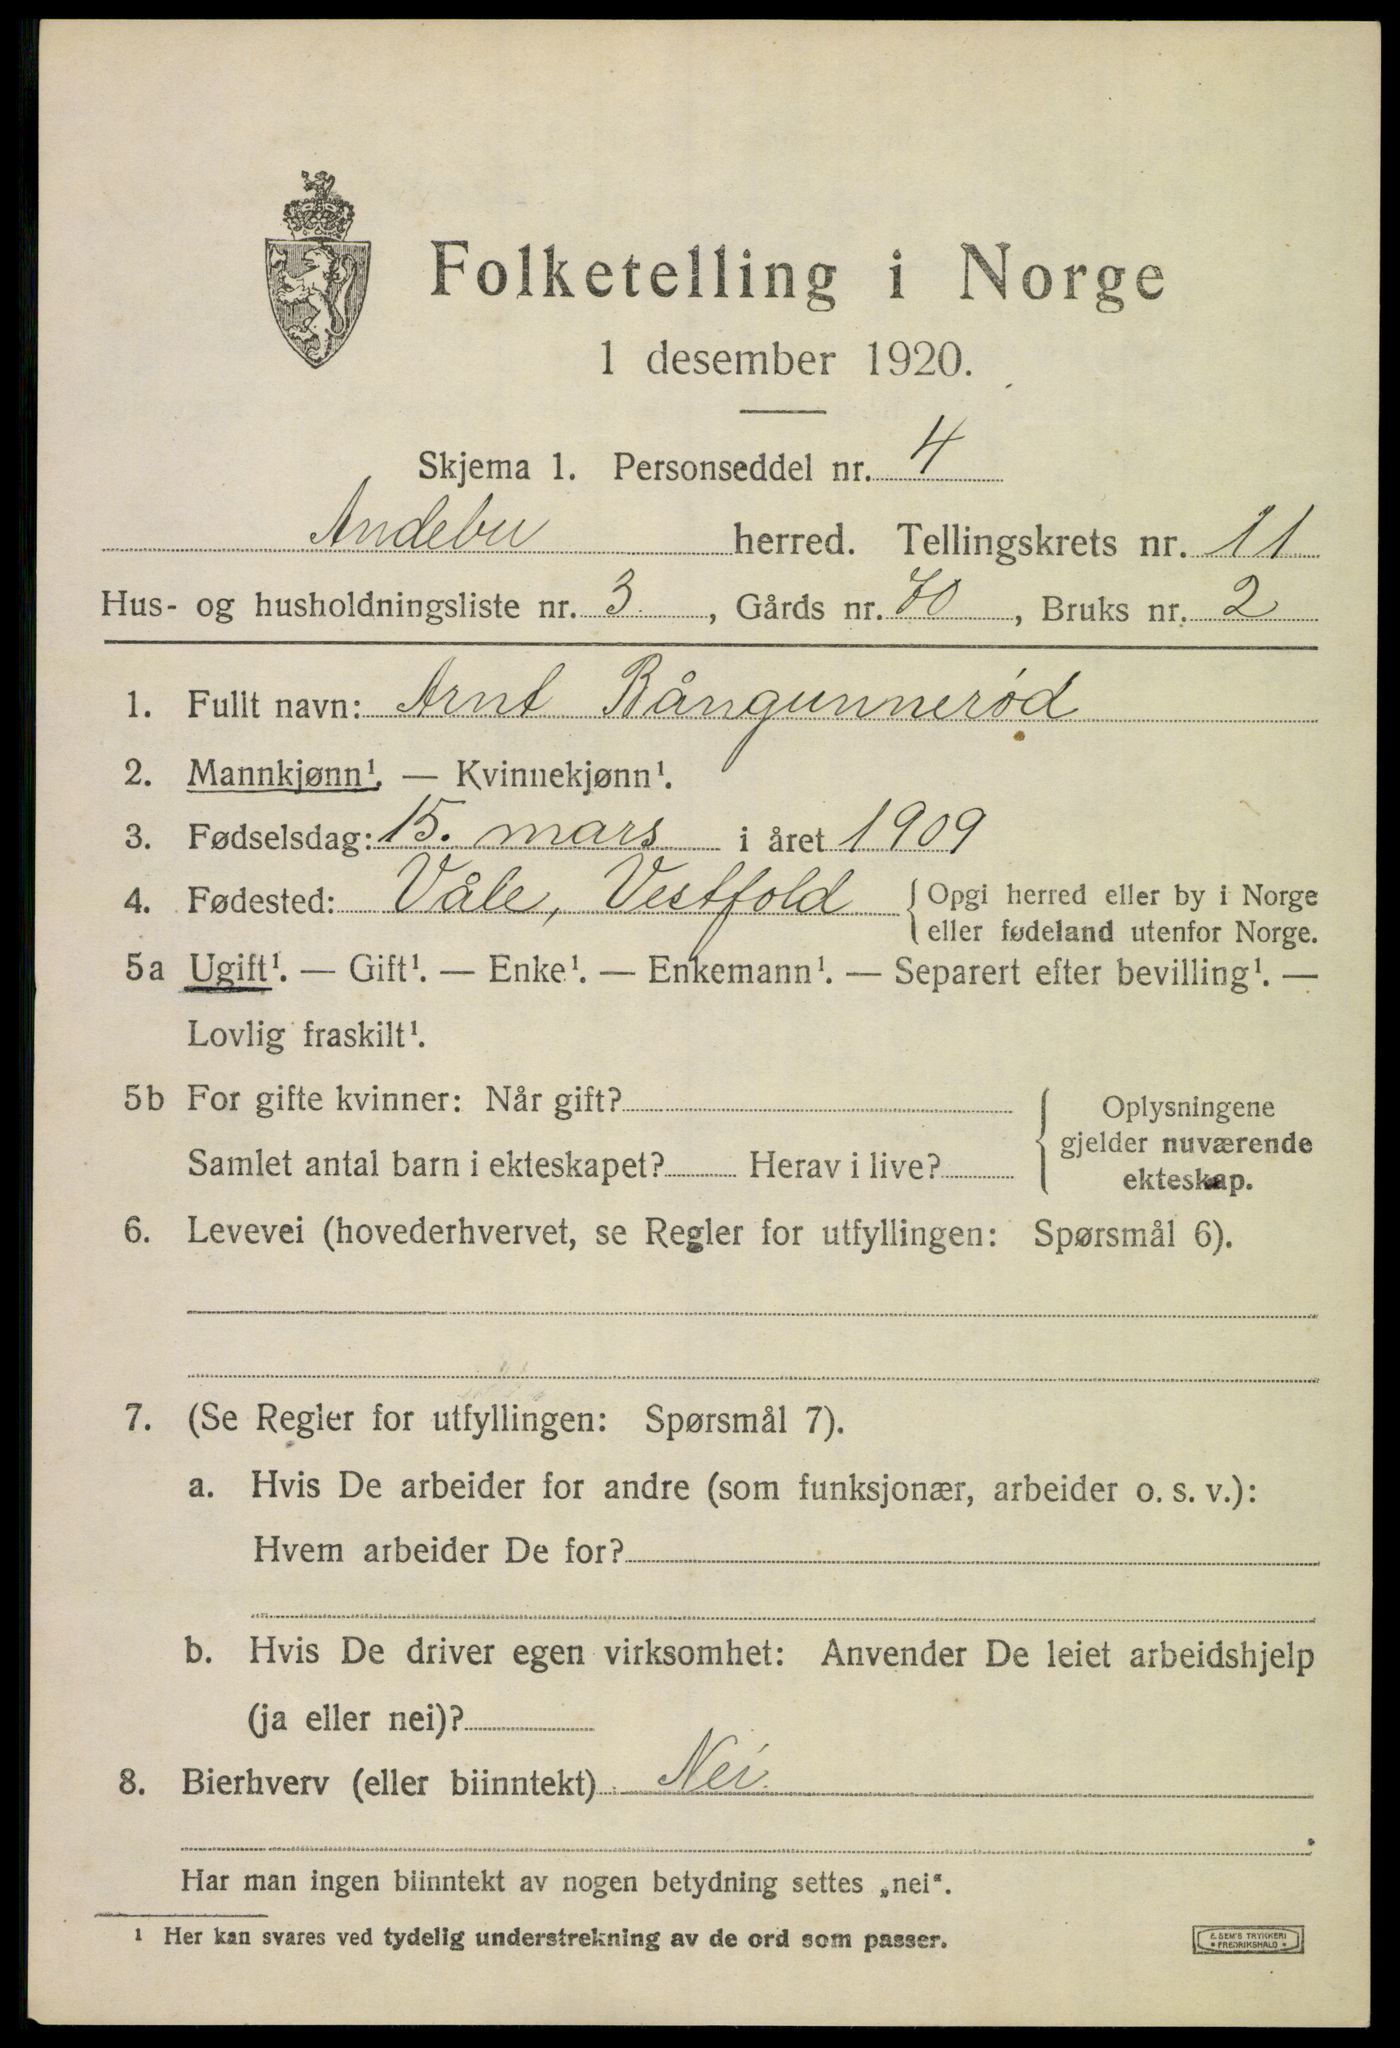 Folketelling i Norge
1 desember 1920.
Skjema 1. Personseddel nr. 4
Andebu herred. Tellingskrets nr. 11
Hus- og husholdningsliste nr. 3, Gårds nr. 70, Bruks nr. 2
1. Fullt navn: Arnt Rångunnerød
2. Mannkjønn¹. — Kvinnekjønn¹.
3. Fødselsdag: 15. mars i året 1909
4. Fødested: Våle, Vestfold { Opgi herred eller by i Norge
eller fødeland utenfor Norge.
5a Ugift¹. — Gift¹. — Enke¹. — Enkemann¹. — Separert efter bevilling¹. —
Lovlig fraskilt¹.
5b For gifte kvinner: Når gift?
Samlet antal barn i ekteskapet? Herav i live?
Oplysningene
gjelder nuværende
ekteskap.
6. Levevei (hovederhvervet, se Regler for utfyllingen: Spørsmål 6).
7. (Se Regler for utfyllingen: Spørsmål 7).
a. Hvis De arbeider for andre (som funksjonær, arbeider o. s. v.):
Hvem arbeider De for?
b. Hvis De driver egen virksomhet: Anvender De leiet arbeidshjelp
(ja eller nei)?
8. Bierhverv (eller biinntekt) Nei.
Har man ingen biinntekt av nogen betydning settes „nei“.
¹ Her kan svares ved tydelig understrekning av de ord som passer.
E. SEM'S TRYKKERI
• FREDRIKSHALD •